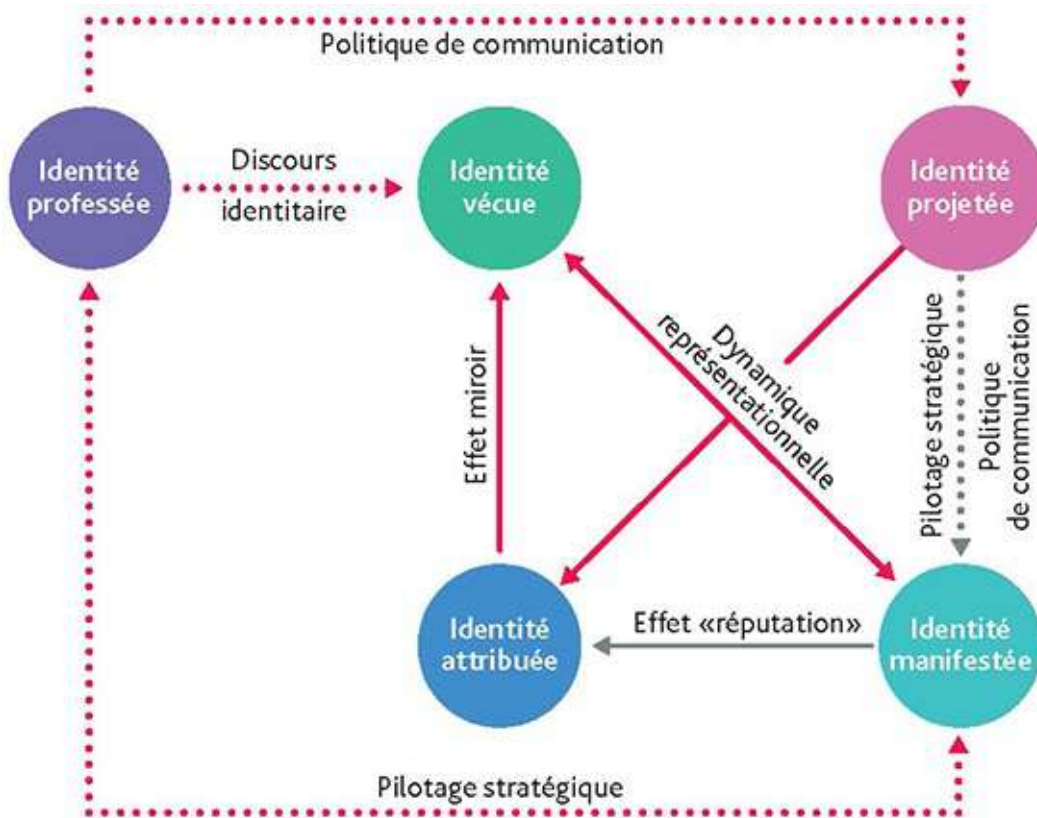 Politique de communication
Identité
professée
Discours
identitaire
Identité
vécue
Identité
projetée
Effet miroir
Dynamique
représentationnelle
Pilotage stratégique
Politique
de communication
Identité
attribuée
Effet «réputation»
Identité
manifestée
Pilotage stratégique